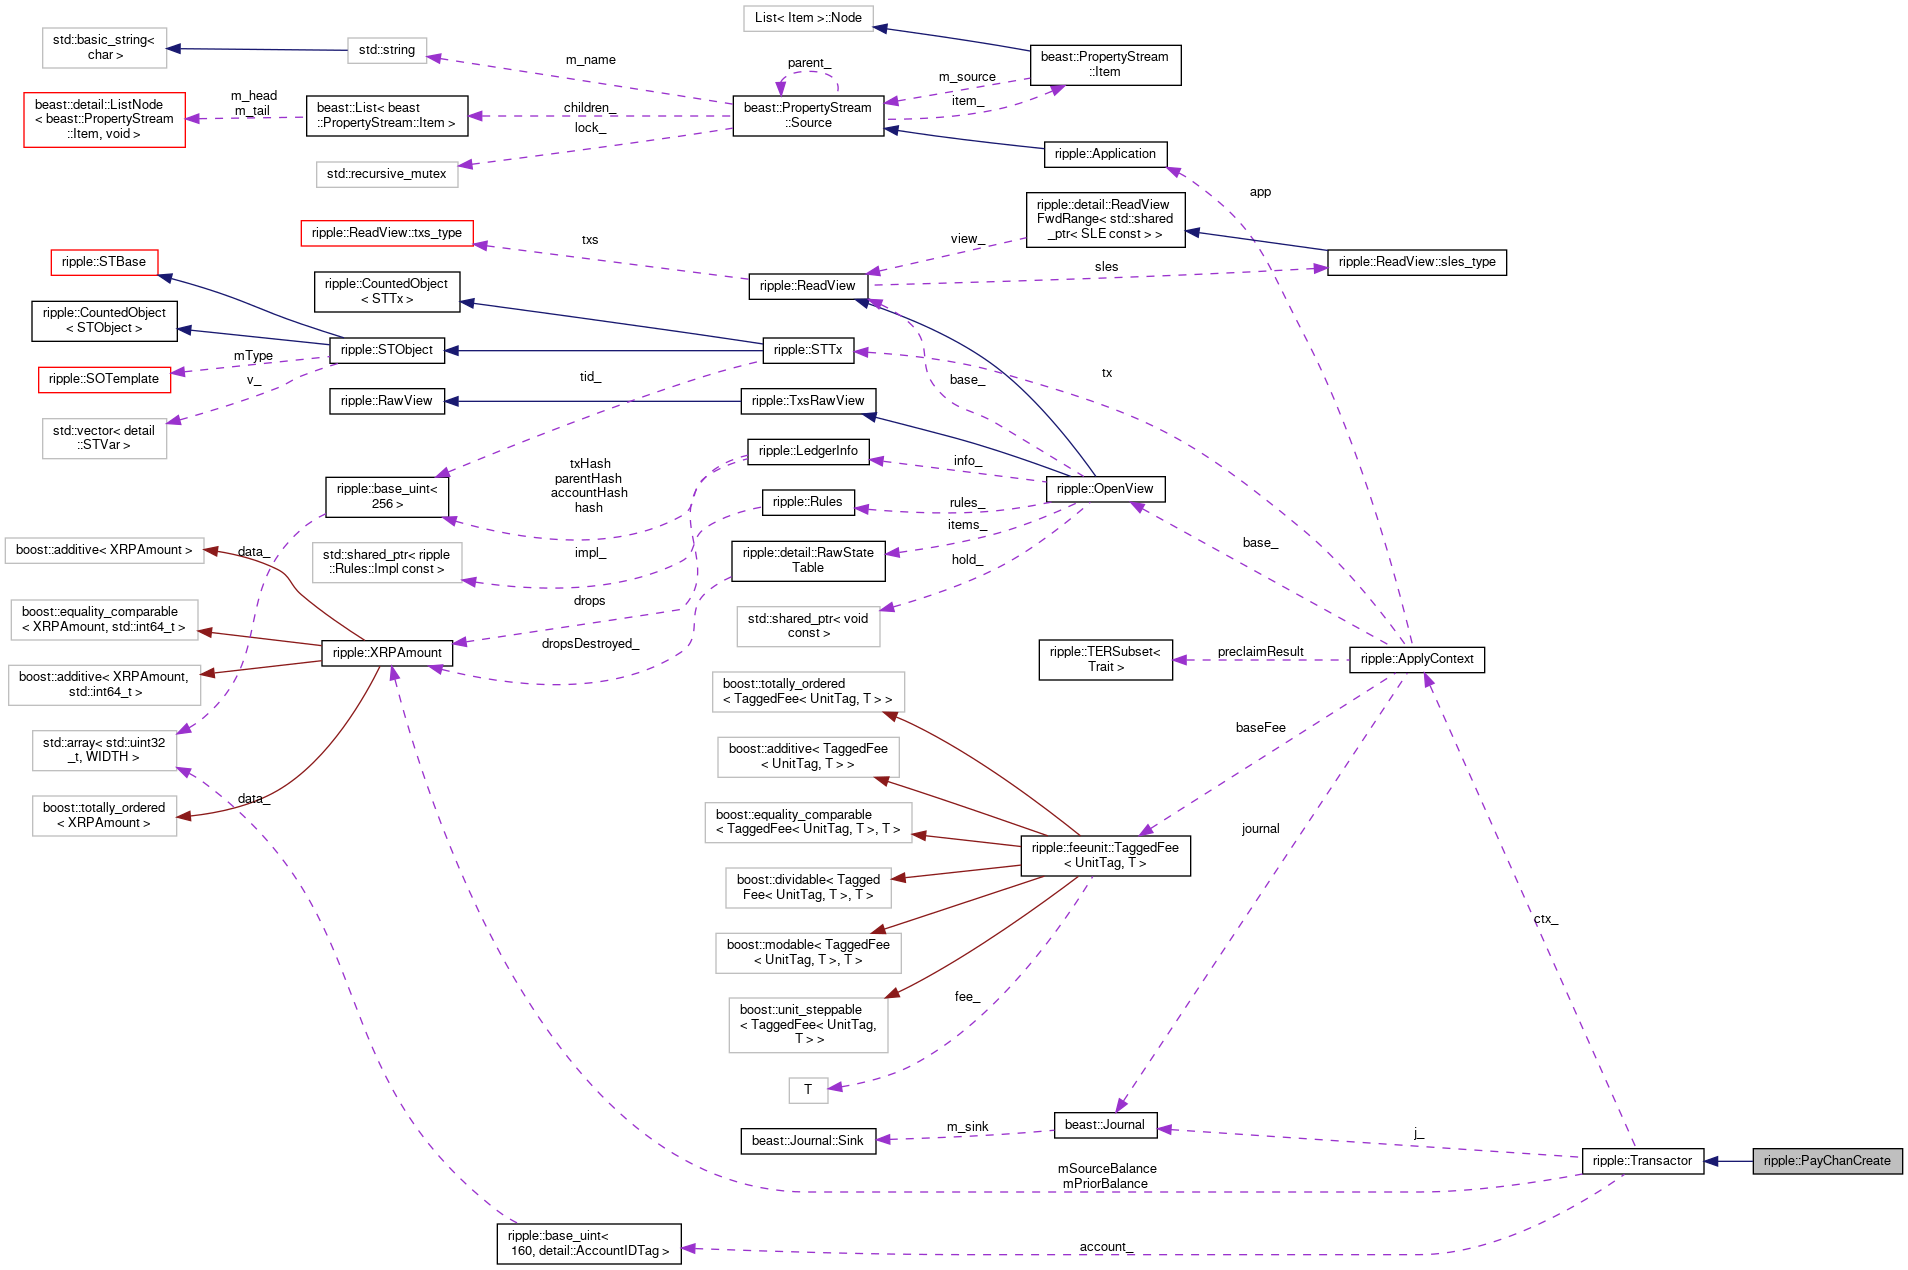 List< Item >::Node
std::basic_string<
char >
std::string
m_name
parent_
m_source
item_
beast::PropertyStream
::Item
beast::detail::ListNode
< beast::PropertyStream
::Item, void >
m_head
m_tail
beast::List< beast
::PropertyStream::Item >
children_
lock_
beast::PropertyStream
::Source
ripple::Application
std::recursive_mutex
app
ripple::detail::ReadView
FwdRange< std::shared
_ptr< SLE const > >
ripple::ReadView::txs_type
txs
view_
sles
ripple::ReadView::sles_type
ripple::STBase
ripple::CountedObject
< STTx >
ripple::ReadView
ripple::CountedObject
< STObject >
ripple::STObject
ripple::STTx
mType
v_
ripple::SOTemplate
tid_
base_
tx
ripple::RawView
ripple::TxsRawView
std::vector< detail
::STVar >
ripple::LedgerInfo
info_
txHash
parentHash
accountHash
hash
ripple::base_uint<
256 >
ripple::Rules
rules_
ripple::OpenView
items_
hold_
base_
boost::additive< XRPAmount >
data_
std::shared_ptr< ripple
::Rules::Impl const >
impl_
ripple::detail::RawState
Table
drops
dropsDestroyed_
std::shared_ptr< void
const >
boost::equality_comparable
< XRPAmount, std::int64_t >
ripple::XRPAmount
boost::additive< XRPAmount,
std::int64_t >
ripple::TERSubset<
Trait >
preclaimResult
ripple::ApplyContext
boost::totally_ordered
< TaggedFee< UnitTag, T > >
baseFee
std::array< std::uint32
_t, WIDTH >
boost::additive< TaggedFee
< UnitTag, T > >
data_
boost::totally_ordered
< XRPAmount >
boost::equality_comparable
< TaggedFee< UnitTag, T >, T >
journal
ripple::feeunit::TaggedFee
< UnitTag, T >
boost::dividable< Tagged
Fee< UnitTag, T >, T >
boost::modable< TaggedFee
< UnitTag, T >, T >
ctx_
fee_
boost::unit_steppable
< TaggedFee< UnitTag,
T > >
T
beast::Journal::Sink
m_sink
beast::Journal
j_
ripple::Transactor
ripple::PayChanCreate
mSourceBalance
mPriorBalance
ripple::base_uint<
160, detail::AccountIDTag >
account_